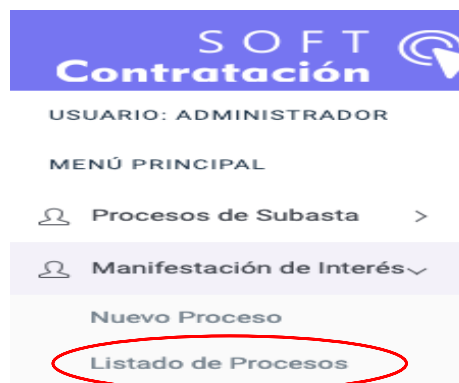 SOFT
Contratación
USUARIO: ADMINISTRADOR
MENÚ PRINCIPAL
Procesos de Subasta >
Manifestación de Interés
Nuevo Proceso
Listado de Procesos